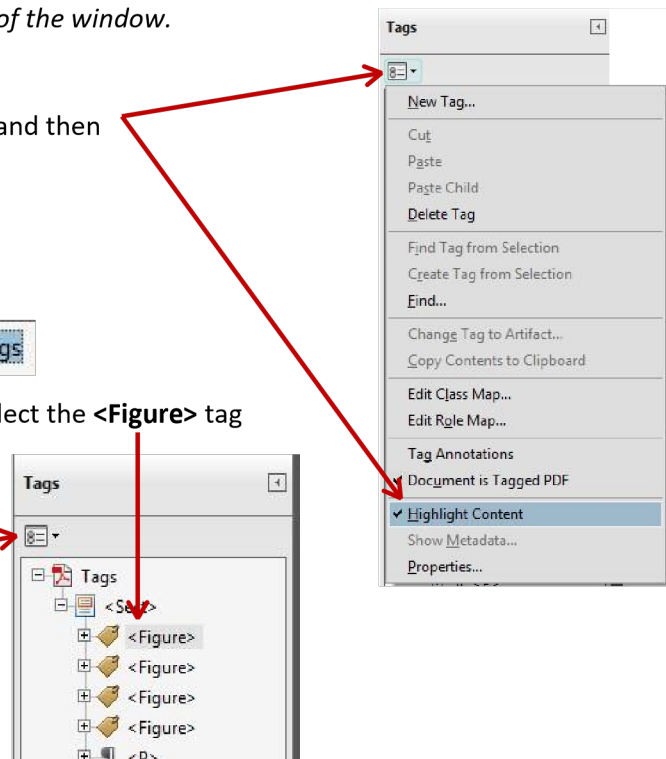 of the window.
and then
gs
lect the <Figure> tag
Tags
Tags
<Sect>
<Figure>
<Figure>
<Figure>
<Figure>
<P>
Tags
New Tag...
Cut
Paste
Paste Child
Delete Tag
Find Tag from Selection
Create Tag from Selection
Find...
Change Tag to Artifact...
Copy Contents to Clipboard
Edit Class Map...
Edit Role Map...
Tag Annotations
Document is Tagged PDF
Highlight Content
Show Metadata...
Properties...